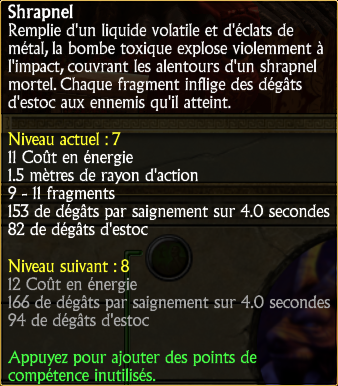 Shrapnel
Remplie d'un liquide volatile et d'éclats de
métal, la bombe toxique explose violemment à
l'impact, couvrant les alentours d'un shrapnel
mortel. Chaque fragment inflige des dégâts
d'estoc aux ennemis qu'il atteint.
Niveau actuel : 7
11 Coût en énergie
1.5 mètres de rayon d'action
9 - 11 fragments
153 de dégâts par saignement sur 4.0 secondes
82 de dégâts d'estoc
Niveau suivant : 8
12 Coût en énergie
166 de dégâts par saignement sur 4.0 secondes
94 de dégâts d'estoc
Appuyez pour ajouter des points de
compétence inutilisés.